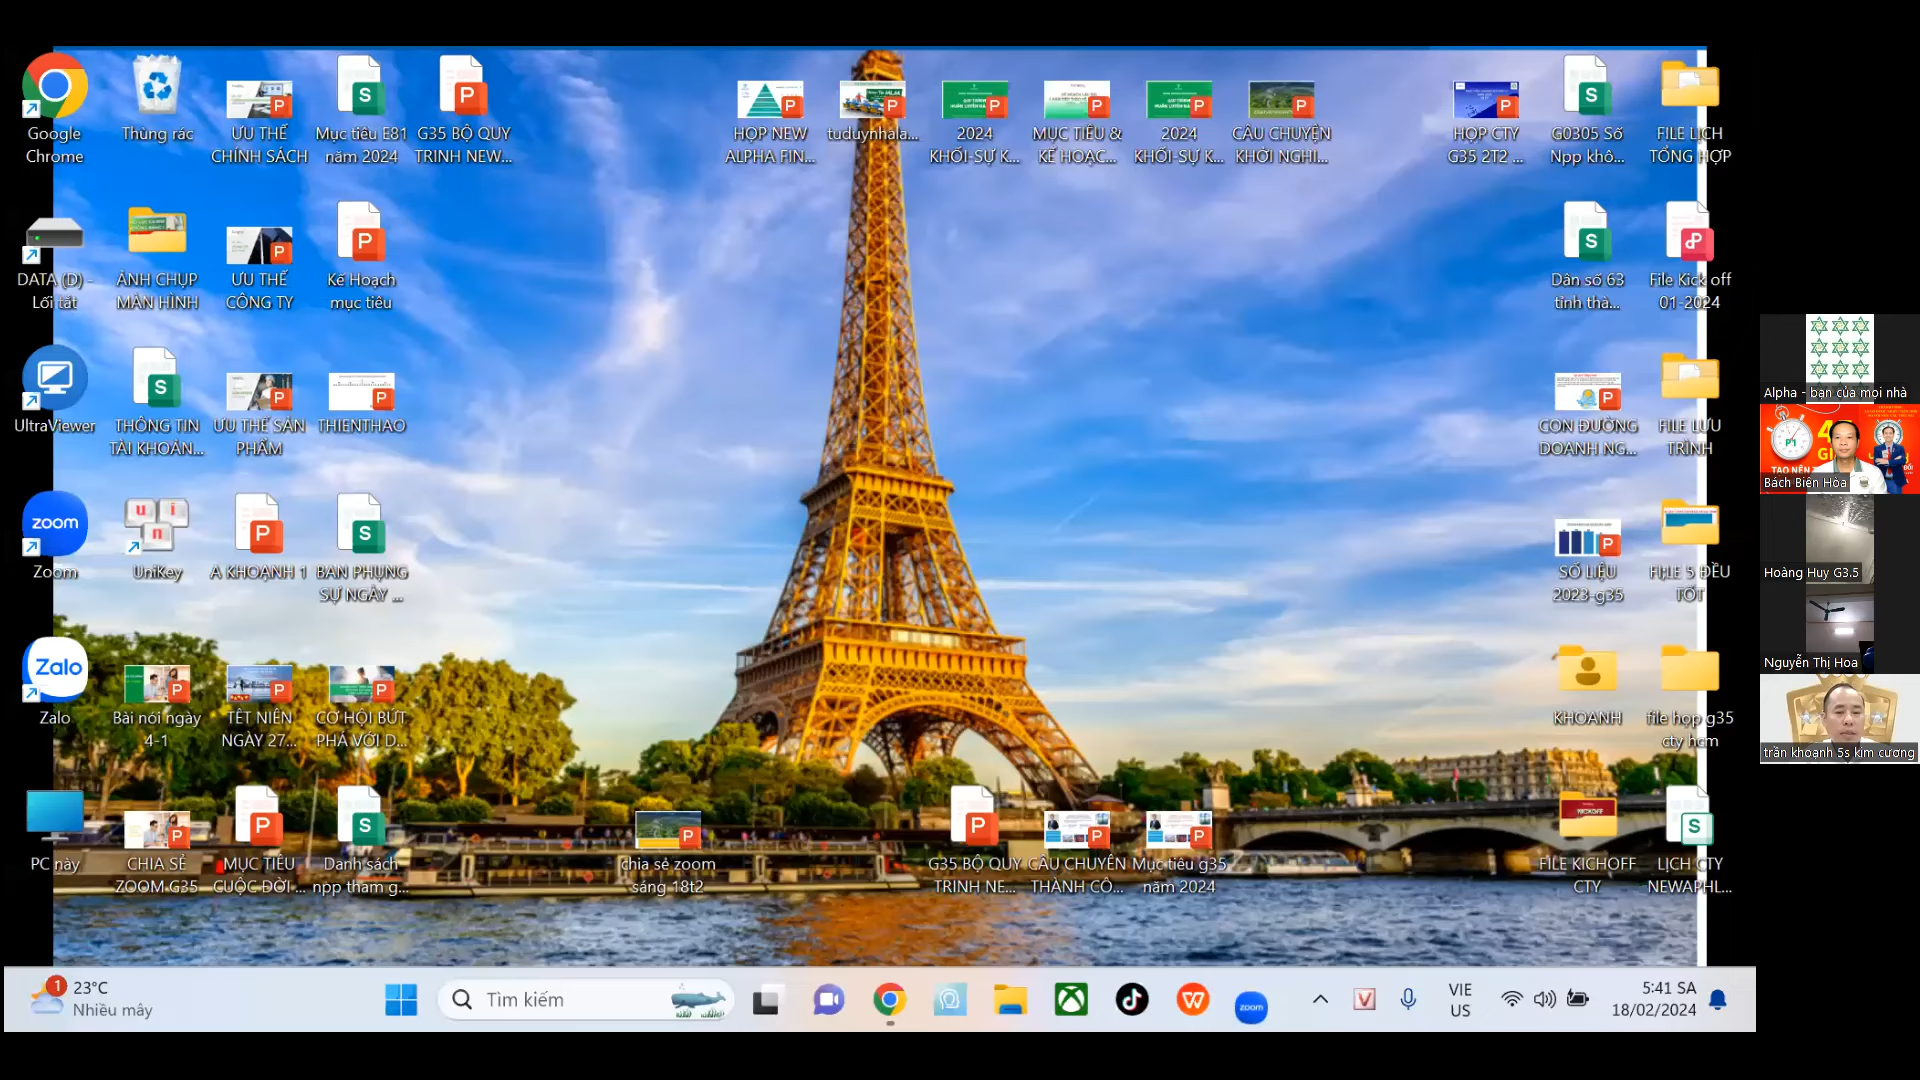 Google
Chrome
Thùng rác
ƯU THẾ
CHÍNH SÁCH
Mục tiêu E81
năm 2024
G35 BỘ QUY
TRINH NEW...
HỌP NEW
ALPHA FIN...
tuduynhala...
2024
KHỐI-SỰ K...
MỤC TIÊU &
KẾ HOẠC...
2024
KHỐI-SỰ K...
CÂU CHUYỆN
KHỞI NGHI...
HỌP CTY
G35 2T2 ...
G0305 Số
Npp khô...
FILE LỊCH
TỔNG HỢP
DATA (D) -
Lối tắt
ẢNH CHỤP
MÀN HÌNH
ƯU THẾ
CÔNG TY
Kế Hoạch
mục tiêu
Dân số 63
tỉnh thà...
File Kick off
01-2024
UltraViewer
THÔNG TIN
TÀI KHOẢN...
ƯU THẾ SẢN
PHẨM
THIENTHAO
CON ĐƯỜNG
DOANH NG...
FILE LƯU
TRÌNH
zoom
Zoom
UniKey
A KHOẠNH 1
BAN PHỤNG
SỰ NGÀY ...
SỐ LIỆU
2023-g35
FILE 5 ĐỀU
TỐT
Zalo
Zalo
Bài nói ngày
4-1
TẾT NIÊN
NGÀY 27...
CƠ HỘI BỨT
PHÁ VỚI D...
KHOANH
file họp g35
cty hcm
PC này
CHIA SẺ
ZOOM G35
MỤC TIÊU
CUỘC ĐỜI ...
Danh sách
npp tham g...
chia sẻ zoom
sáng 18t2
G35 BỘ QUY
TRINH NE...
CÂU CHUYỆN
THÀNH CÔ...
Mục tiêu g35
năm 2024
FILE KICHOFF
CTY
LỊCH CTY
NEWAPHL...
Alpha - bạn của mọi nhà
P1
Bách Biên Hòa
Hoàng Huy G3.5
Nguyễn Thị Hoa
trần khoạnh 5s kim cương
1
23°C
Nhiều mây
Tìm kiếm
zoom
VIE
US
5:41 SA
18/02/2024